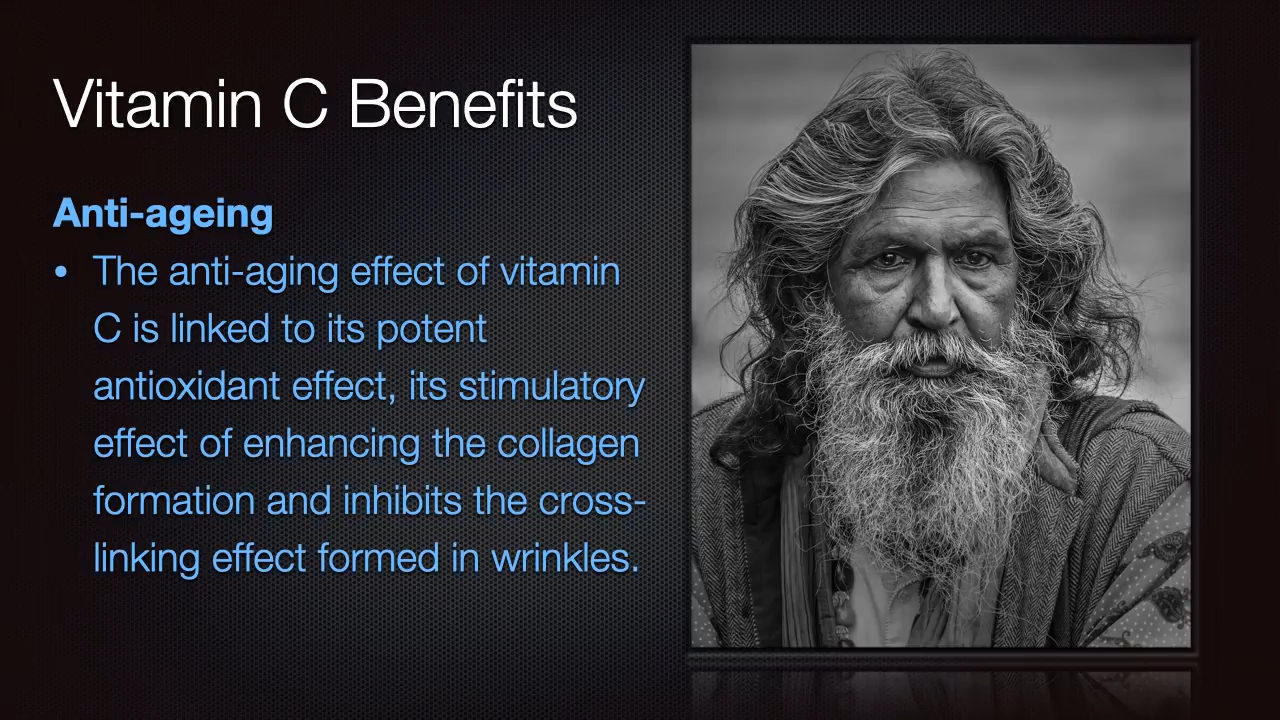 Vitamin C Benefits
Anti-ageing
• The anti-aging effect of vitamin
C is linked to its potent
antioxidant effect, its stimulatory
effect of enhancing the collagen
formation and inhibits the cross-
linking effect formed in wrinkles.